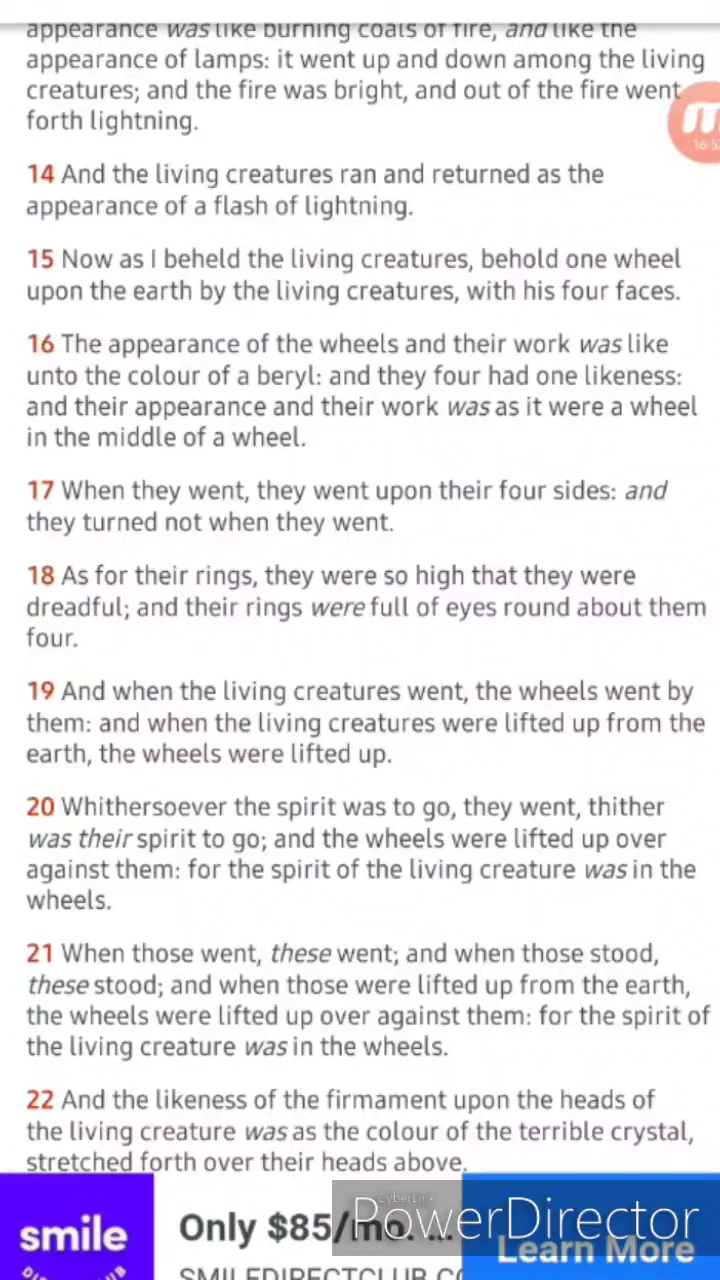 appearance was like burning coals of fire, and like the
appearance of lamps: it went up and down among the living
creatures; and the fire was bright, and out of the fire went
forth lightning.
16:52
14 And the living creatures ran and returned as the
appearance of a flash of lightning.
15 Now as I beheld the living creatures, behold one wheel
upon the earth by the living creatures, with his four faces.
16 The appearance of the wheels and their work was like
unto the colour of a beryl: and they four had one likeness:
and their appearance and their work was as it were a wheel
in the middle of a wheel.
17 When they went, they went upon their four sides: and
they turned not when they went.
18 As for their rings, they were so high that they were
dreadful; and their rings were full of eyes round about them
four.
19 And when the living creatures went, the wheels went by
them: and when the living creatures were lifted up from the
earth, the wheels were lifted up.
20 Whithersoever the spirit was to go, they went, thither
was their spirit to go; and the wheels were lifted up over
against them: for the spirit of the living creature was in the
wheels.
21 When those went, these went; and when those stood,
these stood; and when those were lifted up from the earth,
the wheels were lifted up over against them: for the spirit of
the living creature was in the wheels.
22 And the likeness of the firmament upon the heads of
the living creature was as the colour of the terrible crystal,
stretched forth over their heads above.
smile
Only $85/mo. ...
CyberLink
PowerDirector
Learn More
SMILEDIRECTCLUB.CO